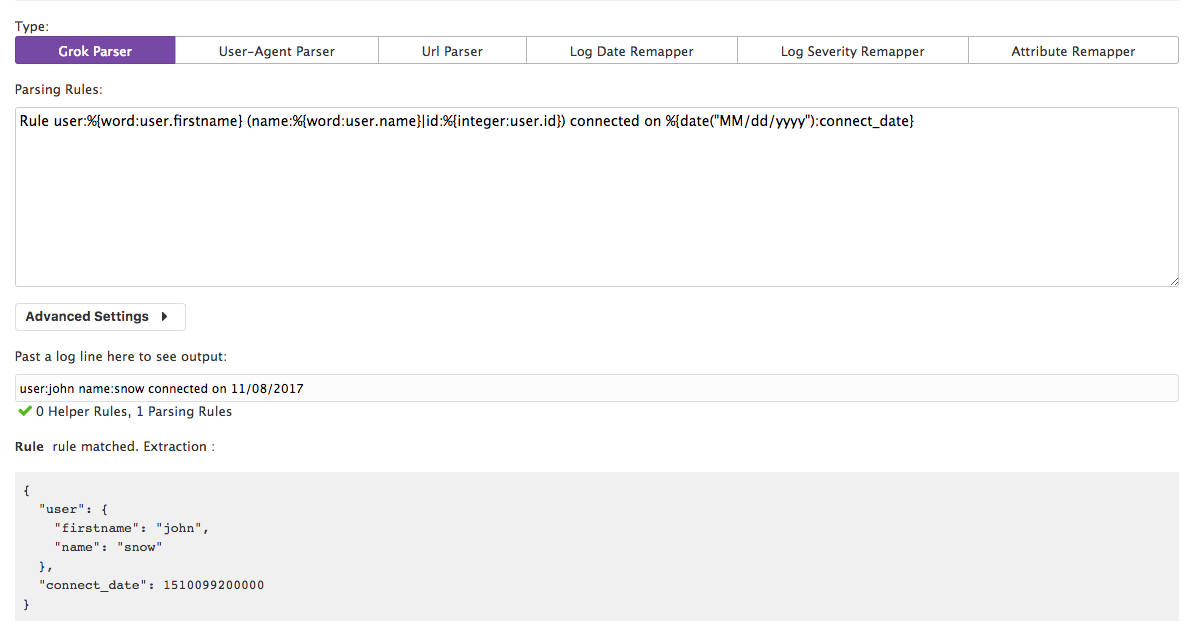 Type:
Grok Parser User-Agent Parser Url Parser Log Date Remapper Log Severity Remapper Attribute Remapper
Parsing Rules:
Rule user:%{word:user.firstname} (name:%{word:user.name}|id:%{integer:user.id}) connected on %{date("MM/dd/yyyy"):connect_date}
Advanced Settings
Past a log line here to see output:
user:john name:snow connected on 11/08/2017
0 Helper Rules, 1 Parsing Rules
Rule rule matched. Extraction :
{
"user": {
"firstname": "john",
"name": "snow"
},
"connect_date": 1510099200000
}